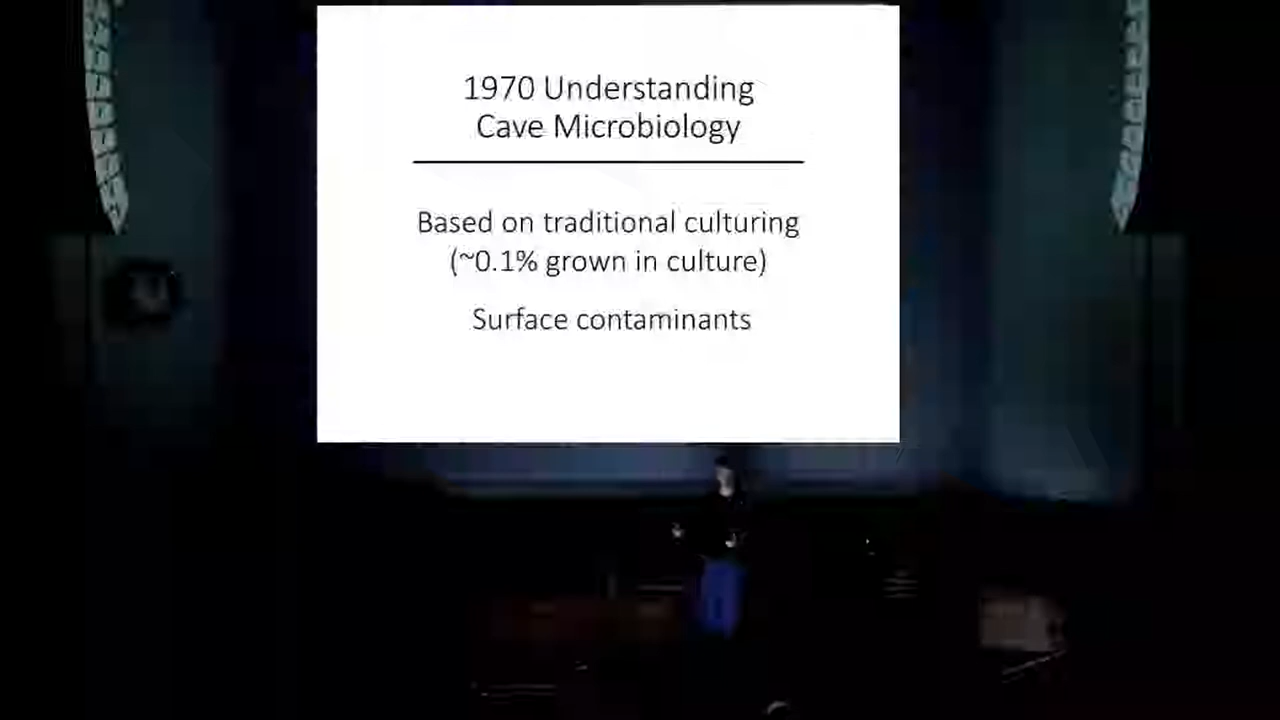 1970 Understanding
Cave Microbiology
Based on traditional culturing
(~0.1% grown in culture)
Surface contaminants